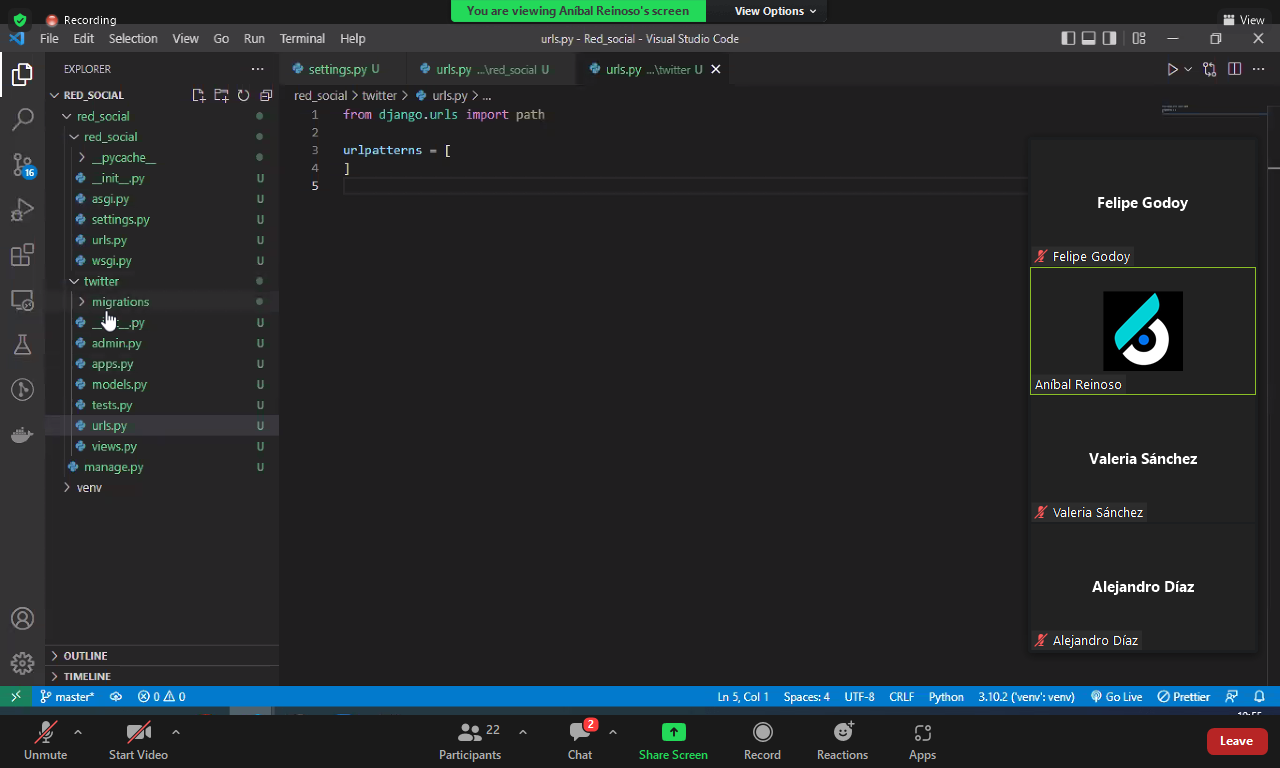 Recording
You are viewing Aníbal Reinoso's screen
View Options
View
File Edit Selection View Go Run Terminal Help
urls.py - Red_social - Visual Studio Code
EXPLORER
settings.py U
urls.py ...\red_social U
urls.py ...\twitter U
RED_SOCIAL
red_social > twitter > urls.py > ...
red_social
red_social
__pycache__
__init__.py U
asgi.py U
settings.py U
urls.py U
wsgi.py U
twitter
migrations
U
admin.py U
apps.py U
models.py U
tests.py U
urls.py U
views.py U
manage.py U
venv
16
1 from django.urls import path
2
3 urlpatterns = [
4 ]
5
Felipe Godoy
Felipe Godoy
Aníbal Reinoso
Valeria Sánchez
Valeria Sánchez
Alejandro Díaz
Alejandro Díaz
OUTLINE
TIMELINE
master* 0 0 Ln 5, Col 1 Spaces: 4 UTF-8 CRLF Python 3.10.2 ('venv': venv) Go Live Prettier
Unmute
Start Video
Participants 22
Chat 2
Share Screen
Record
Reactions
Apps
Leave